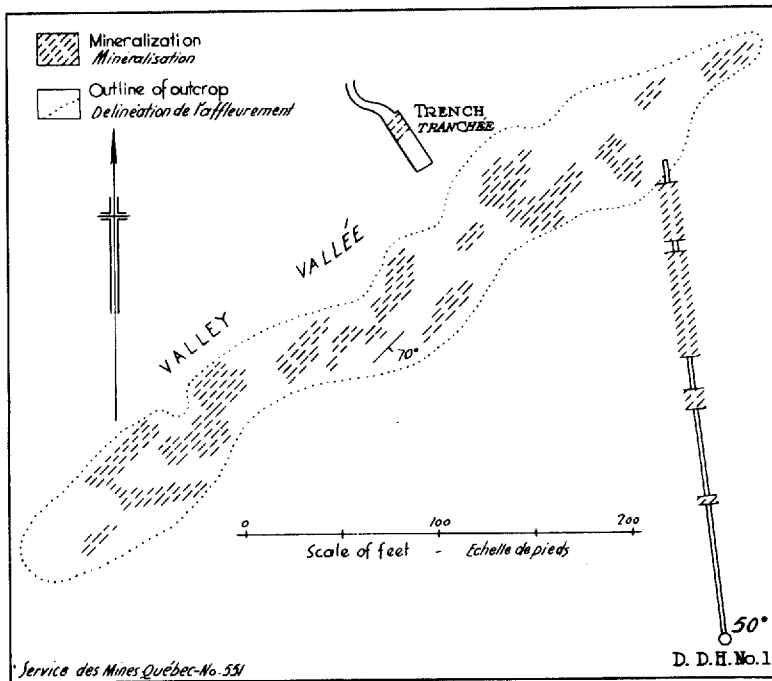 Mineralization
Minéralisation
Outline of outcrop
Délinéation de l'affleurement
TRENCH
TRANCHÉE
VALLEY VALLÉE
70°
0 100 200
Scale of feet - Echelle de pieds
50°
D. D.H. No.1
Service des Mines Québec-No. 551